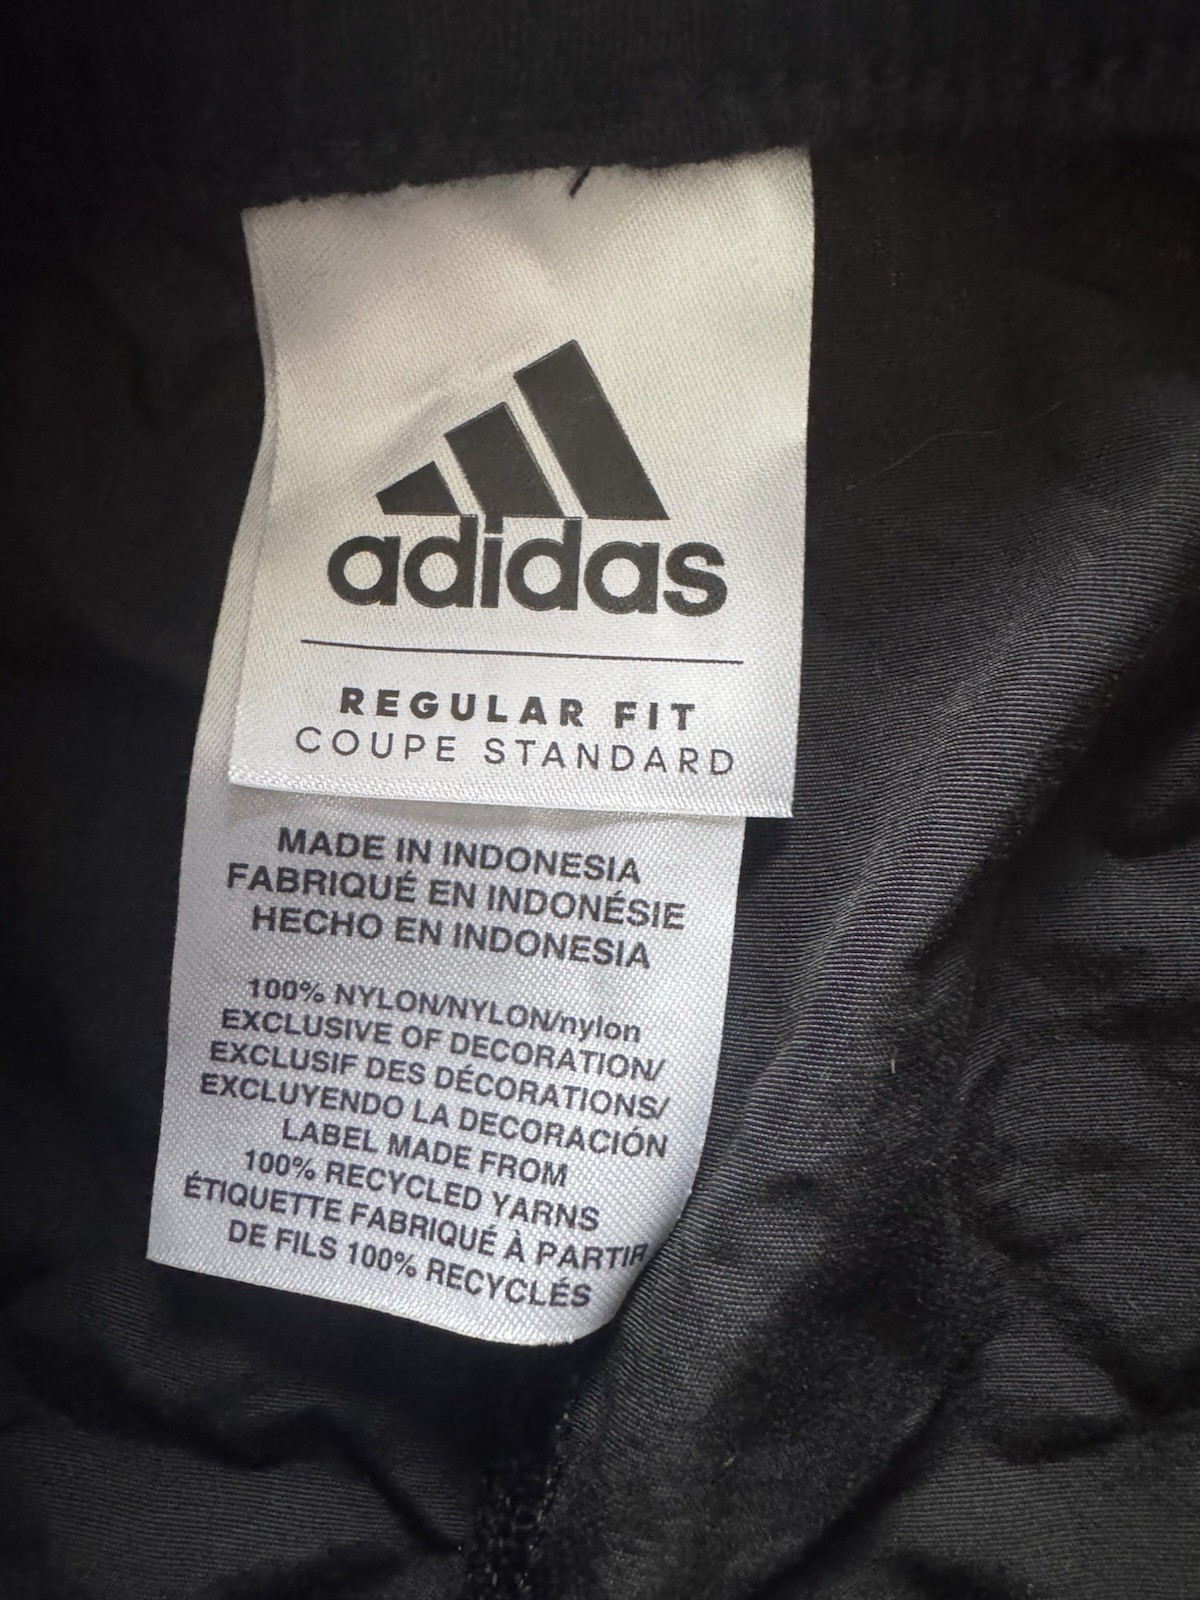 adidas
REGULAR FIT
COUPE STANDARD
MADE IN INDONESIA
FABRIQUÉ EN INDONÉSIE
HECHO EN INDONESIA
100% NYLON/NYLON/nylon
EXCLUSIVE OF DECORATION/
EXCLUSIF DES DÉCORATIONS/
EXCLUYENDO LA DECORACIÓN
LABEL MADE FROM
100% RECYCLED YARNS
ÉTIQUETTE FABRIQUÉ À PARTIR
DE FILS 100% RECYCLÉS